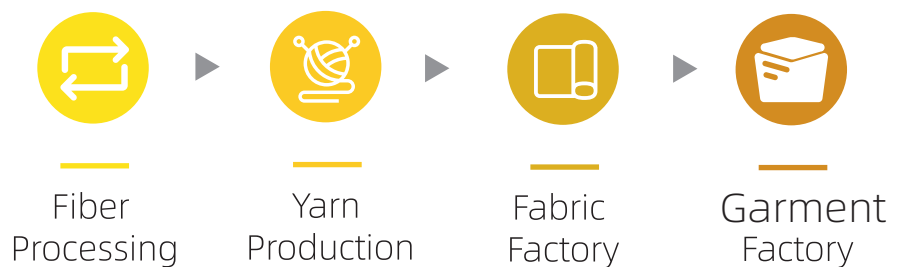 Fiber
Processing
Yarn
Production
Fabric
Factory
Garment
Factory